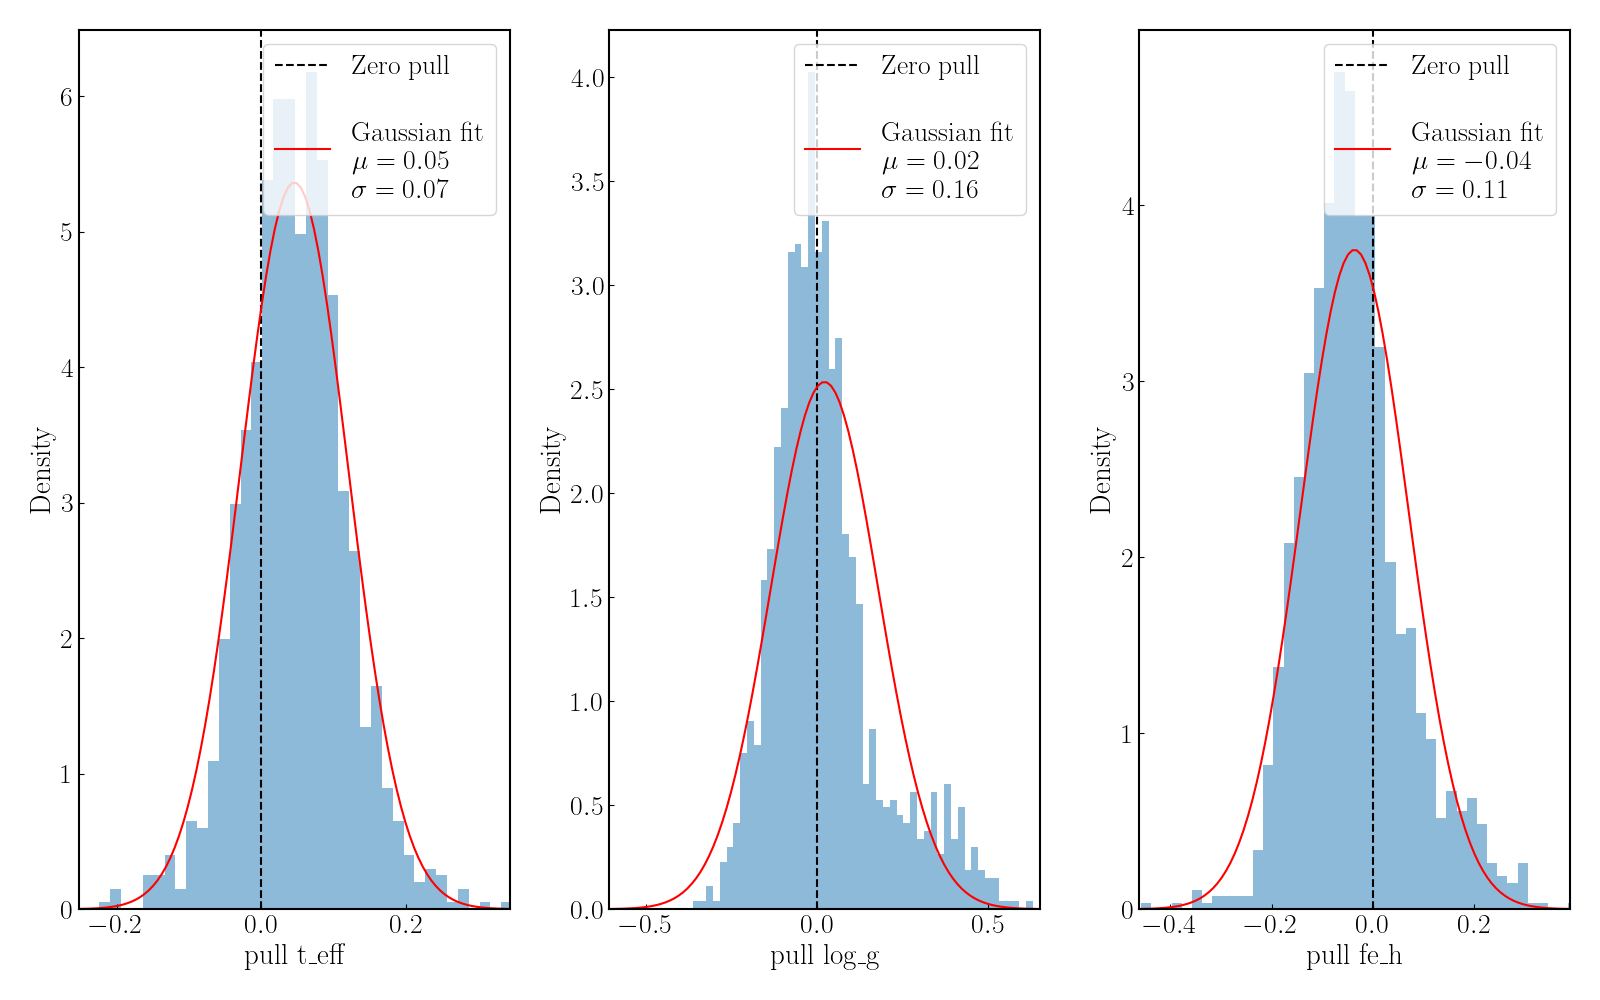 Zero pull
Gaussian fit
μ = 0.05
σ = 0.07
6
5
4
3
2
1
0
Density
−0.2
0.0
0.2
pull t_eff
Zero pull
Gaussian fit
μ = 0.02
σ = 0.16
4.0
3.5
3.0
2.5
2.0
1.5
1.0
0.5
0.0
Density
−0.5
0.0
0.5
pull log_g
Zero pull
Gaussian fit
μ = −0.04
σ = 0.11
4
3
2
1
0
Density
−0.4
−0.2
0.0
0.2
pull fe_h